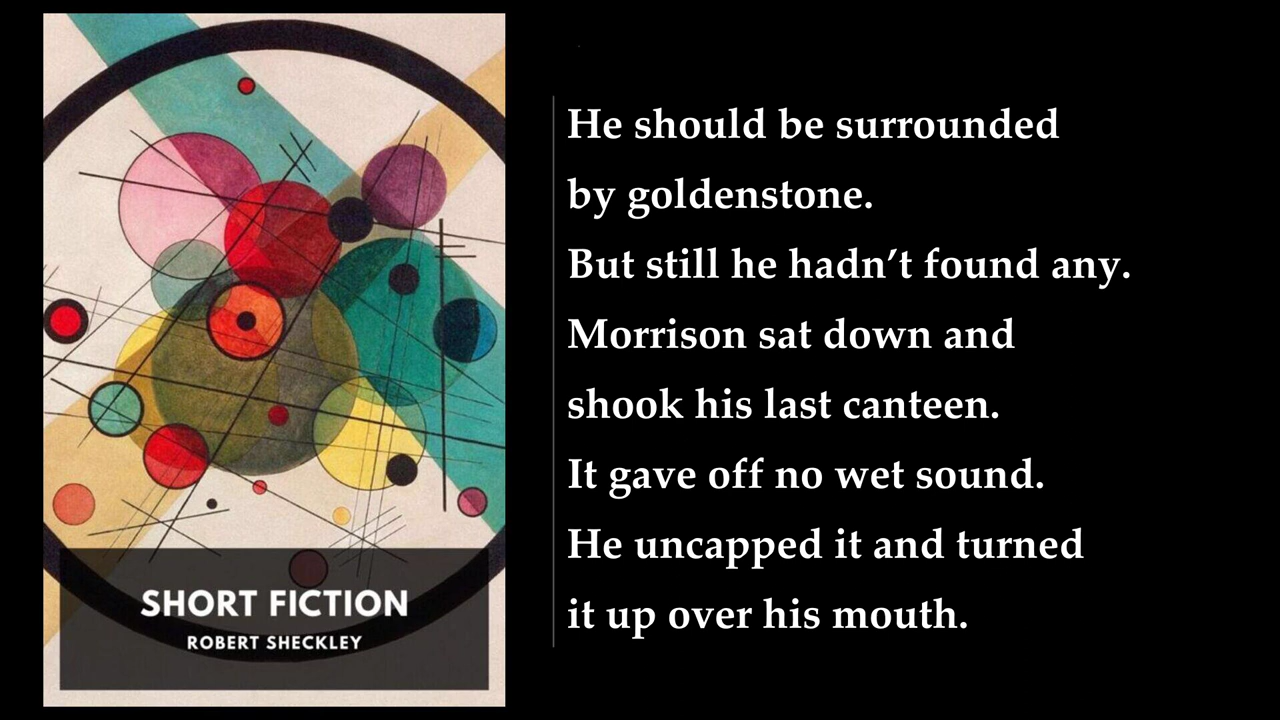 SHORT FICTION
ROBERT SHECKLEY
He should be surrounded
by goldenstone.
But still he hadn’t found any.
Morrison sat down and
shook his last canteen.
It gave off no wet sound.
He uncapped it and turned
it up over his mouth.